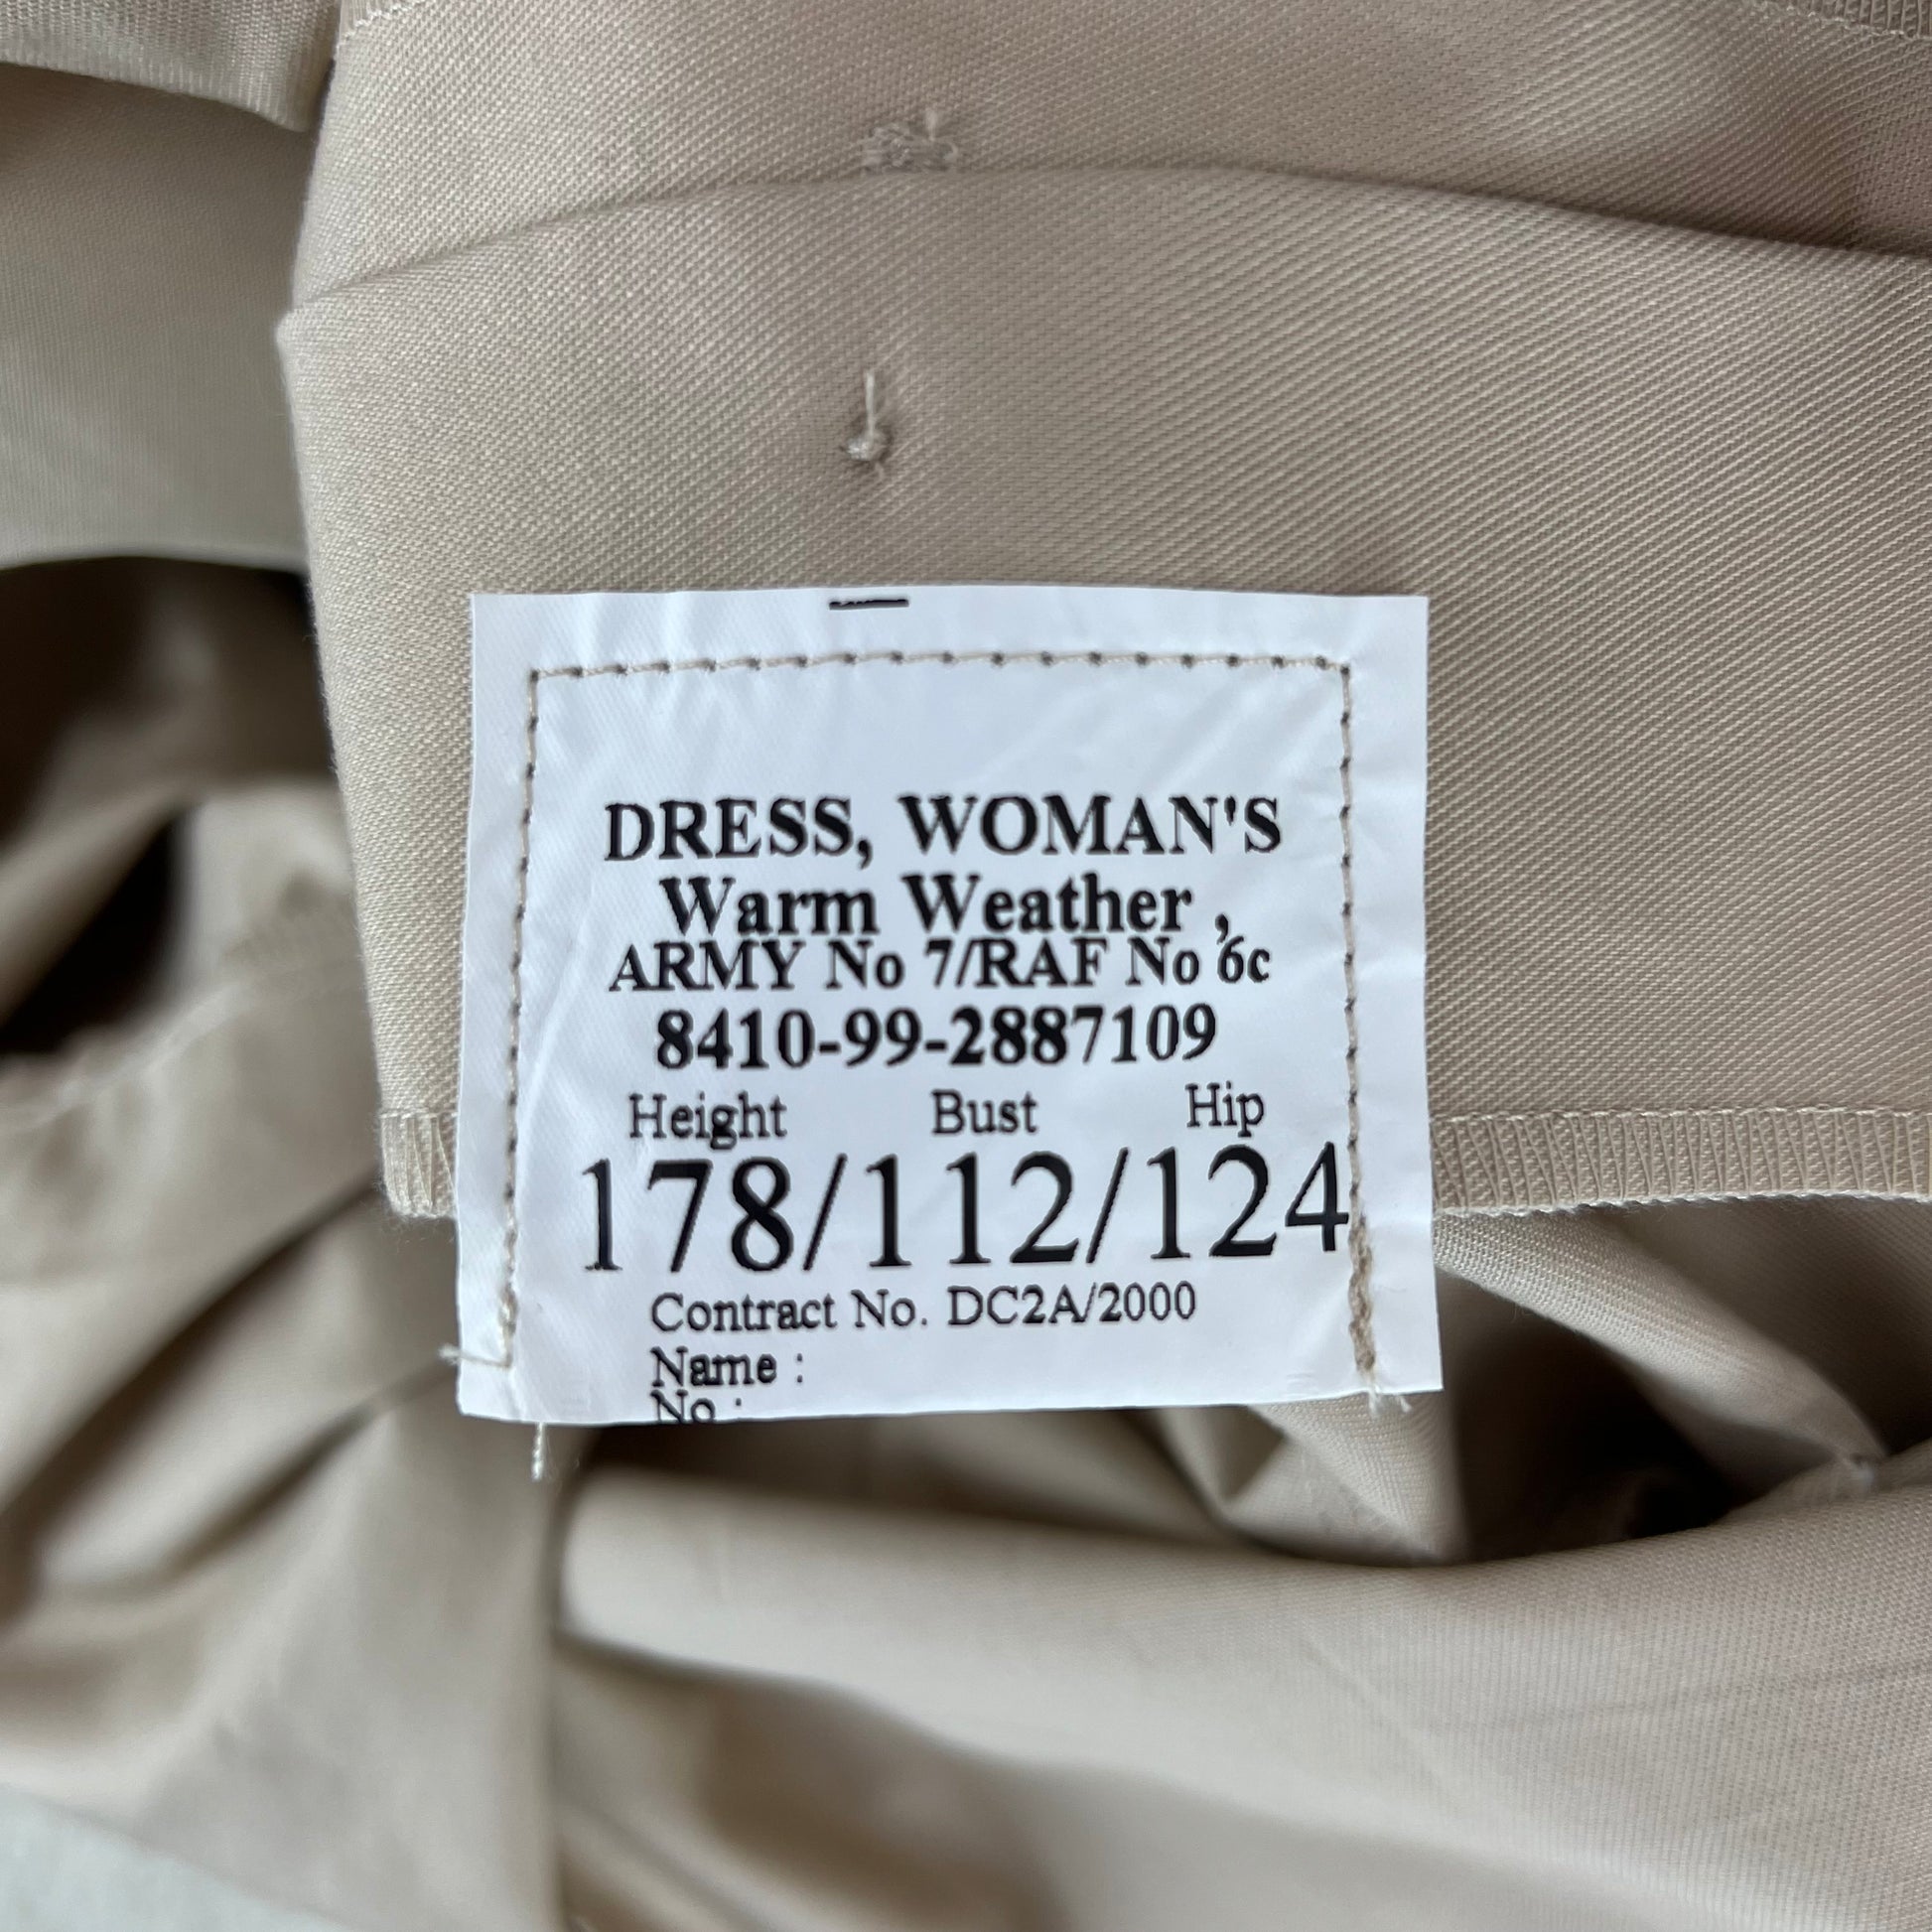 DRESS, WOMAN'S
Warm Weather ,
ARMY No 7/RAF No 6c
8410-99-2887109
Height Bust Hip
178/112/124
Contract No. DC2A/2000
Name :
No :